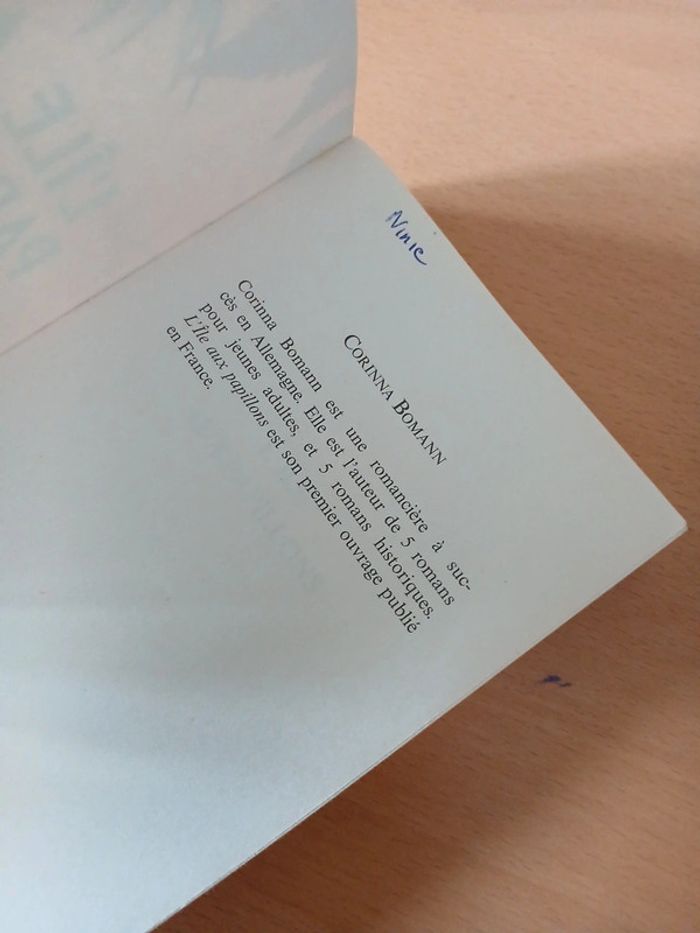 Ninie
CORINNA BOMANN
Corinna Bomann est une romancière à suc-
cès en Allemagne. Elle est l'auteur de 5 romans
pour jeunes adultes, et 5 romans historiques.
L'Île aux papillons est son premier ouvrage publié
en France.